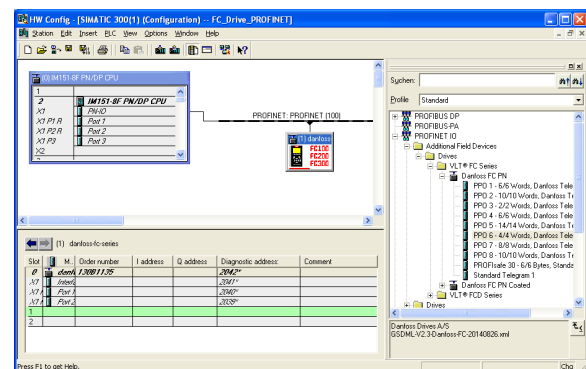 HW Config - [SIMATIC 300(1) (Configuration) -- FC_Drive_PROFINET]
Station Edit Insert PLC View Options Window Help
(0) IM151-8F PN/DP CPU
1
2 IM151-8F PN/DP CPU
X1 PN-IO
X1 P1 R Port 1
X1 P2 R Port 2
X1 P3 Port 3
X2
PROFINET: PROFINET (100)
(1) danfoss
FC100
FC200
FC300
Suchen:
Profile Standard
PROFIBUS DP
PROFIBUS-PA
PROFINET IO
Additional Field Devices
Drives
VLT® FC Series
Danfoss FC PN
PPO 1 - 6/6 Words, Danfoss Tele
PPO 2 - 10/10 Words, Danfoss Te
PPO 3 - 2/2 Words, Danfoss Tele
PPO 4 - 6/6 Words, Danfoss Tele
PPO 5 - 14/14 Words, Danfoss Te
PPO 6 - 4/4 Words, Danfoss Tele
PPO 7 - 8/8 Words, Danfoss Tele
PPO 8 - 10/10 Words, Danfoss Te
PROFIsafe 30 - 6/6 Bytes, Standa
Standard Telegram 1
Danfoss FC PN Coated
VLT® FCD Series
Drives
(1) danfoss-fc-series
Slot M... Order number I address Q address Diagnostic address: Comment
0 danf 130B1135 2042*
X1 Interfa 2041*
X1 Port 1 2040*
X1 Port 2 2039*
1
2
Danfoss Drives A/S
GSDML-V2.3-Danfoss-FC-20140826.xml
Press F1 to get Help.
Chg